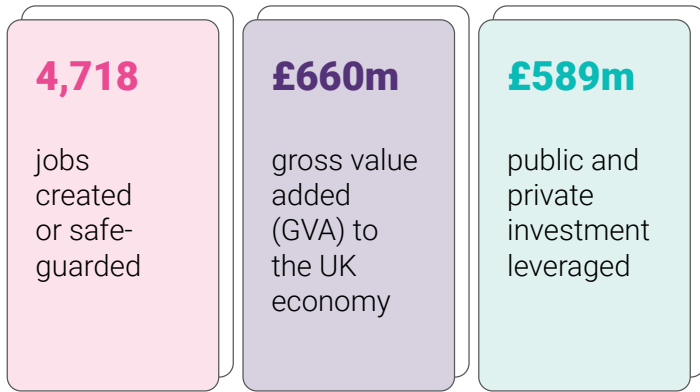 4,718
jobs
created
or safe-
guarded
£660m
gross value
added
(GVA) to
the UK
economy
£589m
public and
private
investment
leveraged